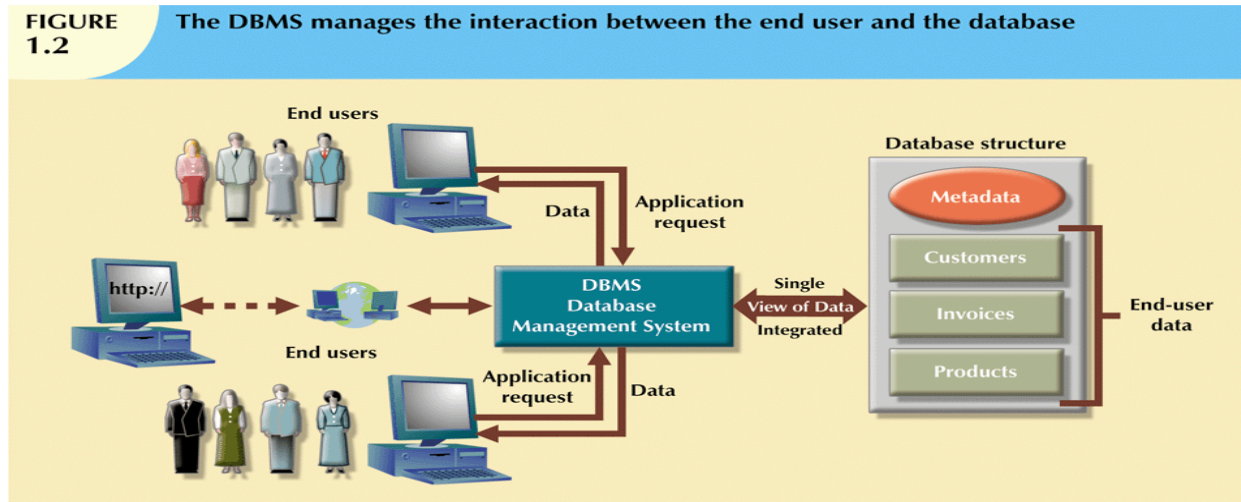 FIGURE
1.2
The DBMS manages the interaction between the end user and the database
End users
Data
Application
request
http://
DBMS
Database
Management System
Single
View of Data
Integrated
Database structure
Metadata
Customers
Invoices
Products
End-user
data
End users
Application
request
Data